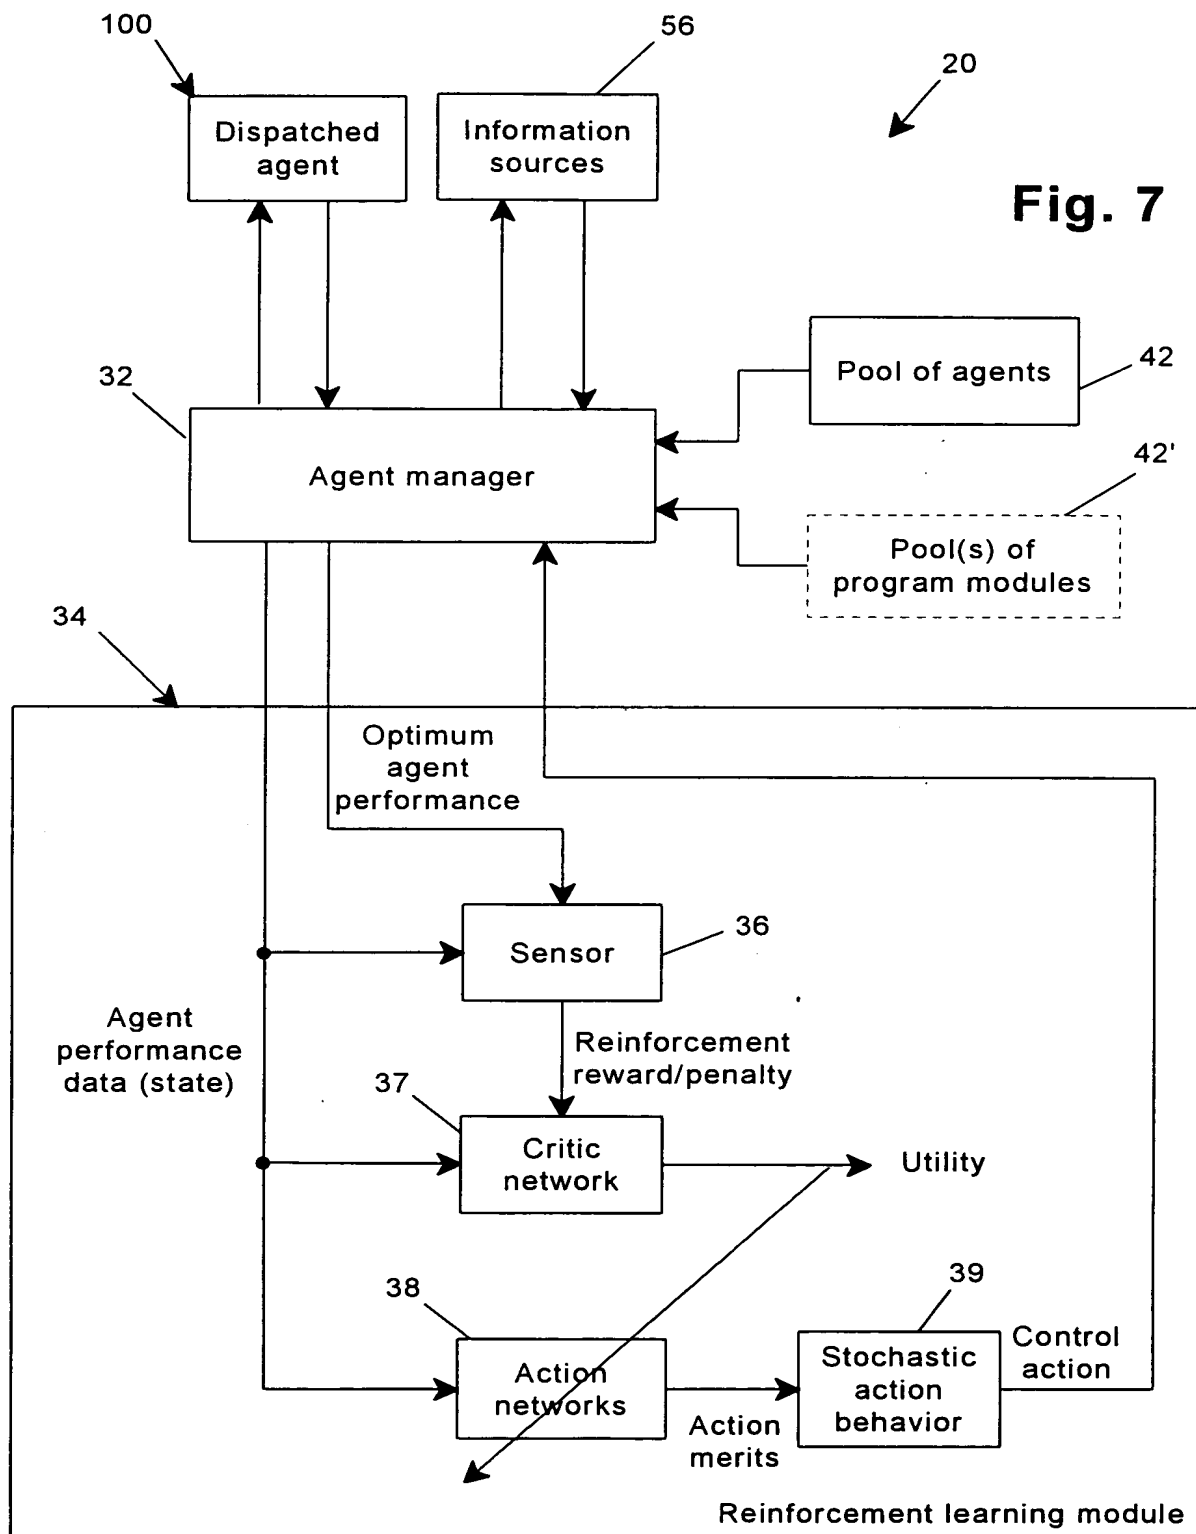 100
56
20
Dispatched
agent
Information
sources
Fig. 7
32
Pool of agents
42
Agent manager
42'
Pool(s) of
program modules
34
Optimum
agent
performance
Sensor
36
Agent
performance
data (state)
Reinforcement
reward/penalty
37
Critic
network
Utility
38
39
Action
networks
Action
merits
Stochastic
action
behavior
Control
action
Reinforcement learning module